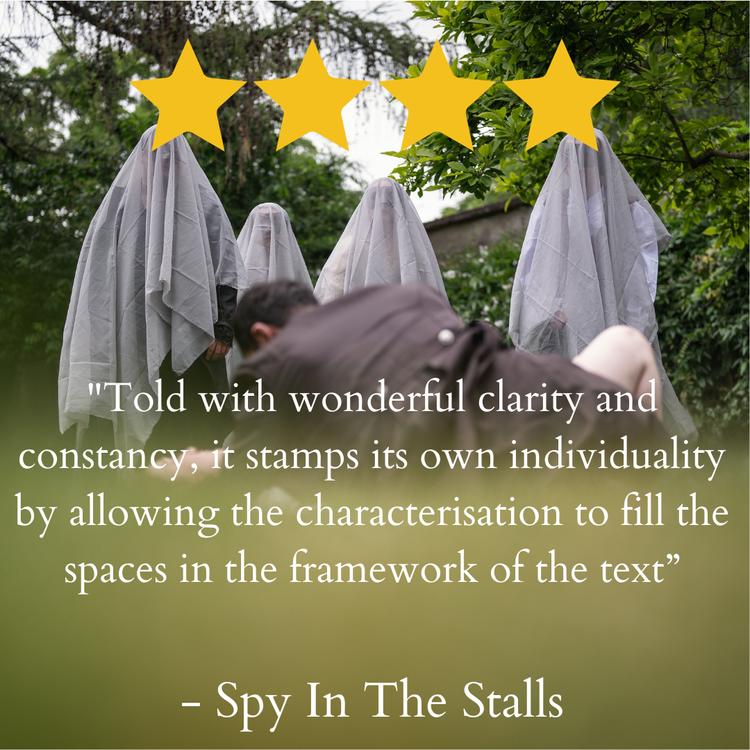 "Told with wonderful clarity and
constancy, it stamps its own individuality
by allowing the characterisation to fill the
spaces in the framework of the text”
- Spy In The Stalls